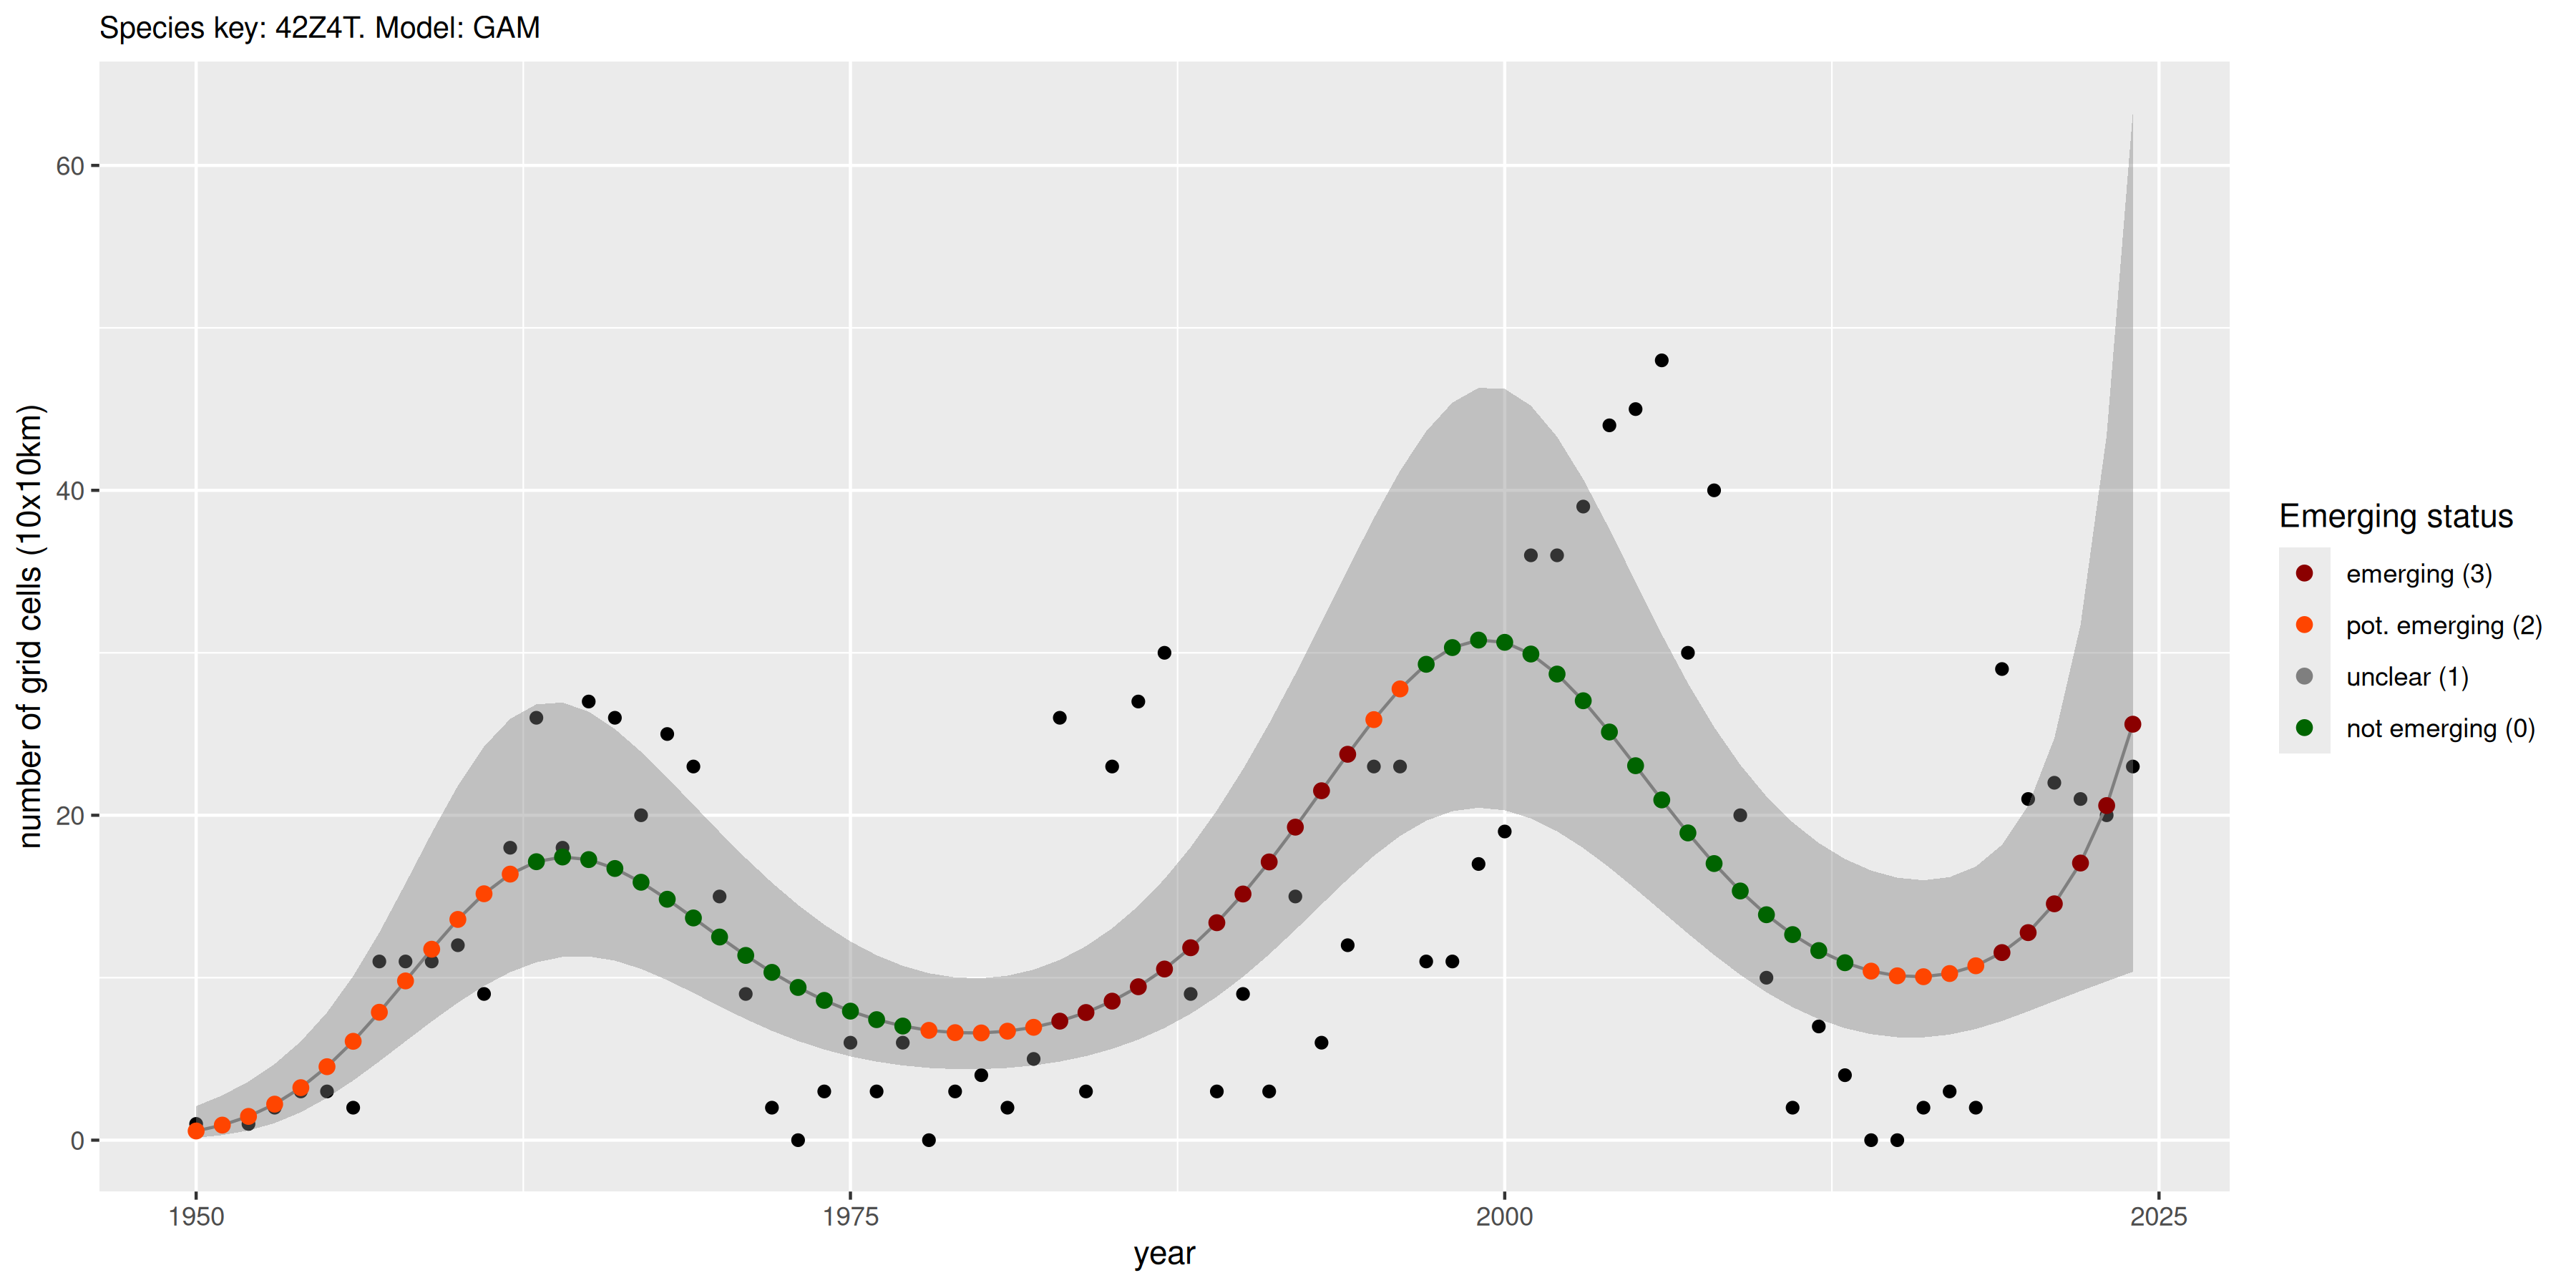 Species key: 42Z4T. Model: GAM
60
40
20
0
number of grid cells (10x10km)
1950
1975
2000
2025
year
Emerging status
emerging (3)
pot. emerging (2)
unclear (1)
not emerging (0)